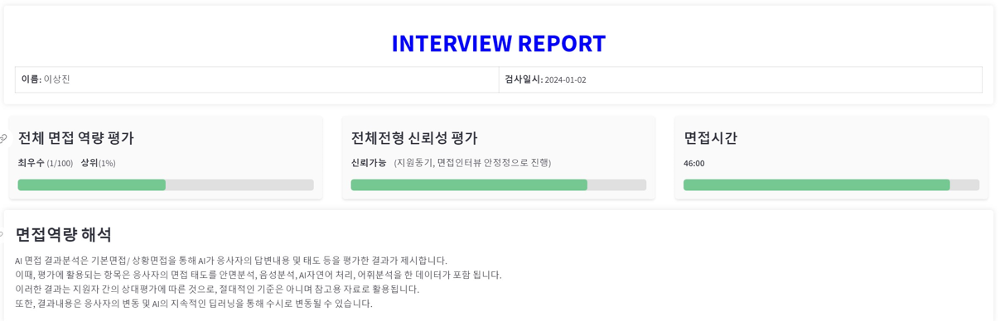 INTERVIEW REPORT
이름: 이상진
검사일시: 2024-01-02
전체 면접 역량 평가
최우수 (1/100) 상위(1%)
전체전형 신뢰성 평가
신뢰가능 (지원동기, 면접인터뷰 안정정으로 진행)
면접시간
46:00
면접역량 해석
AI 면접 결과분석은 기본면접/ 상황면접을 통해 AI가 응사자의 답변내용 및 태도 등을 평가한 결과가 제시합니다.
이때, 평가에 활용되는 항목은 응사자의 면접 태도를 안면분석, 음성분석, AI자연어 처리, 어휘분석을 한 데이터가 포함 됩니다.
이러한 결과는 지원자 간의 상대평가에 따른 것으로, 절대적인 기준은 아니며 참고용 자료로 활용됩니다.
또한, 결과내용은 응사자의 변동 및 AI의 지속적인 딥러닝을 통해 수시로 변동될 수 있습니다.